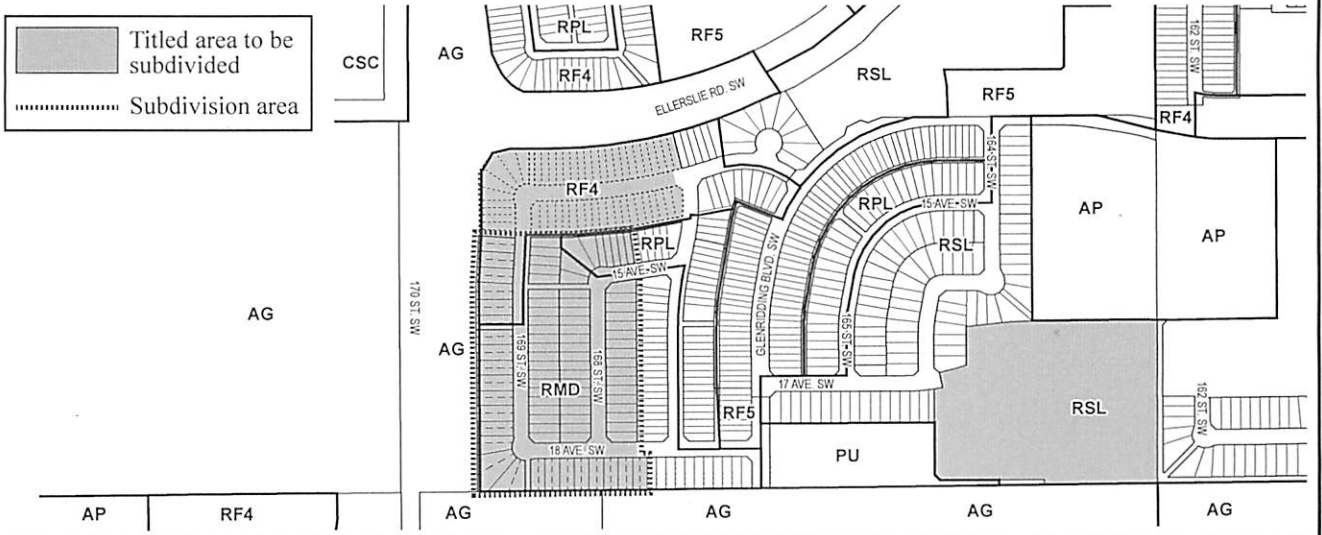 Titled area to be
subdivided
Subdivision area
CSC
AG
RPL
RF4
RF5
ELLERSLIE RD. SW
RSL
RF5
162 ST. SW
RF4
RF4
164 ST. SW
RPL
15 AVE. SW
RSL
AP
AP
AG
170 ST. SW
AG
RPL
15 AVE. SW
GLENRIDDING BLVD. SW
165 ST. SW
169 ST. SW
168 ST. SW
RMD
17 AVE. SW
RF5
RSL
162 ST. SW
18 AVE. SW
PU
AP
RF4
AG
AG
AG
AG